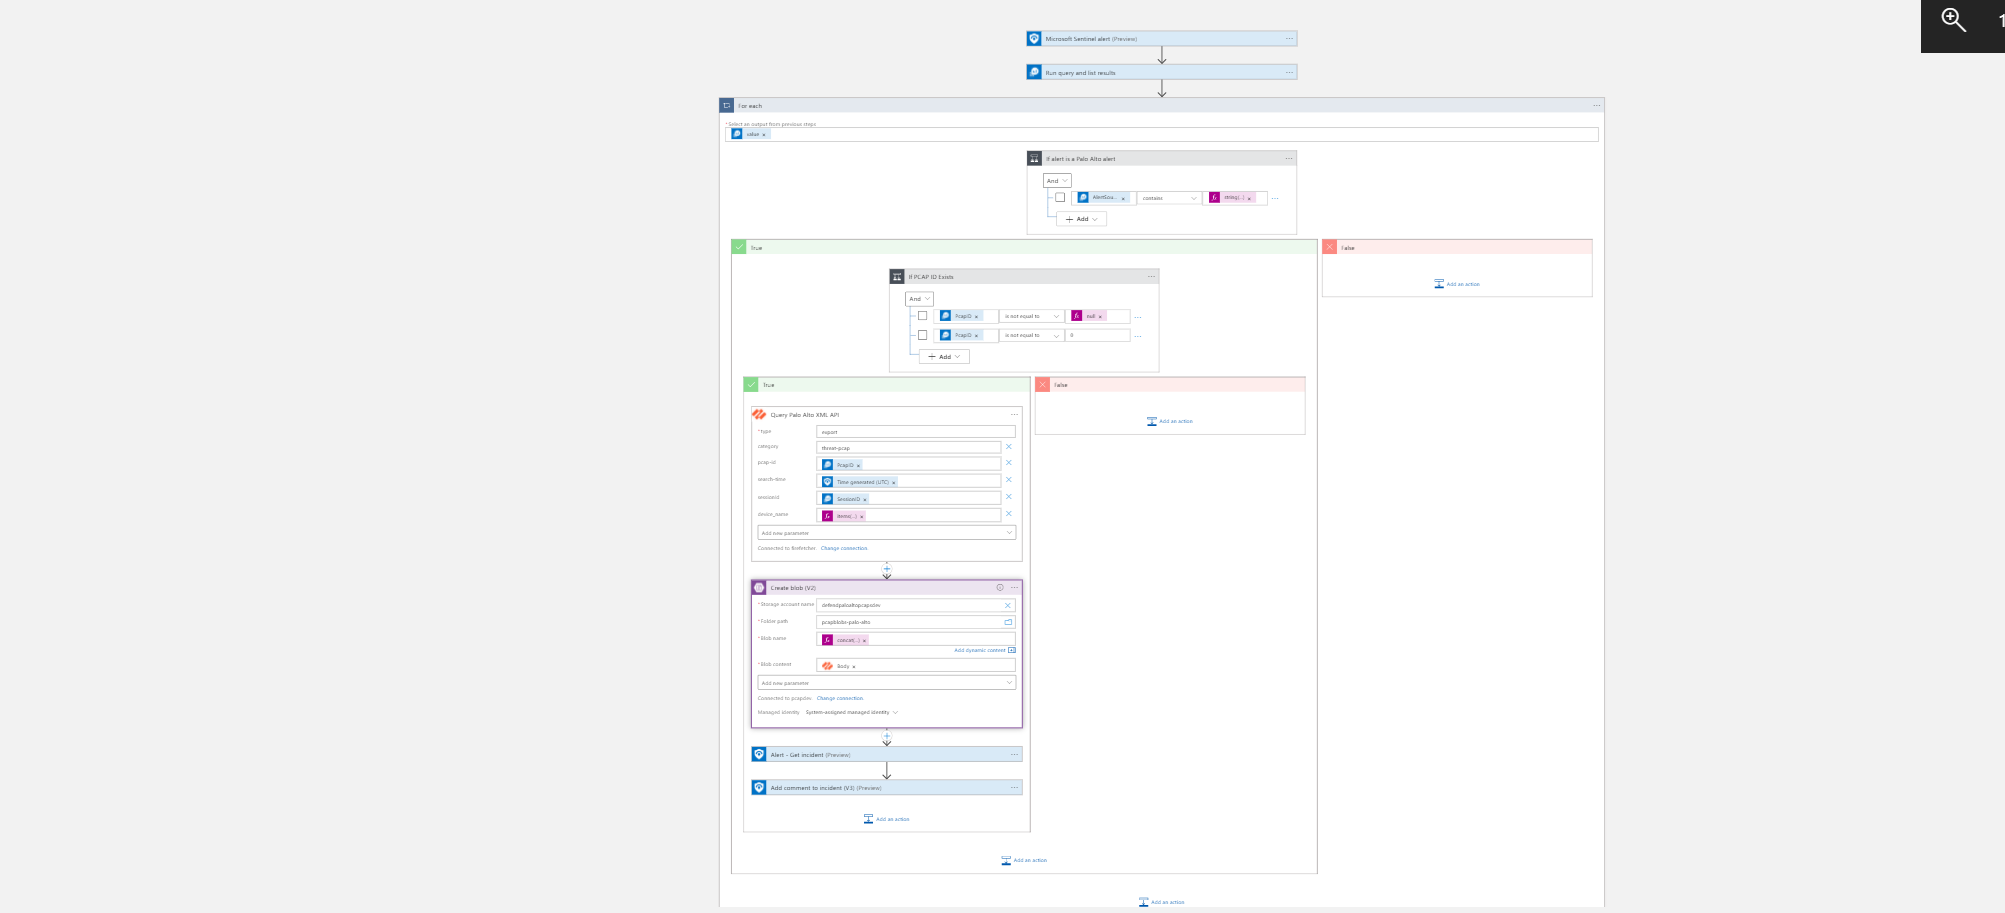 Microsoft Sentinel alert (Preview)
Run query and list results
For each
*Select an output from previous steps
value
If alert is a Palo Alto alert
And
AlertSou... contains string(...)
Add
True
False
Add an action
If PCAP ID Exists
And
PcapID is not equal to null
PcapID is not equal to 0
Add
True
False
Add an action
Query Palo Alto XML API
*type export
category threat-pcap
pcap-id PcapID
search-time Time generated (UTC)
sessionid SessionID
device_name items(...)
Add new parameter
Connected to Change connection.
Create blob (V2)
*Storage account name defendpaloaltopcapsdev
*Folder path pcapblobs-palo-alto
*Blob name concat(...)
Add dynamic content
*Blob content Body
Add new parameter
Connected to pcapdev. Change connection.
Managed identity System-assigned managed identity
Alert - Get incident (Preview)
Add comment to incident (V3) (Preview)
Add an action
Add an action
Add an action
1